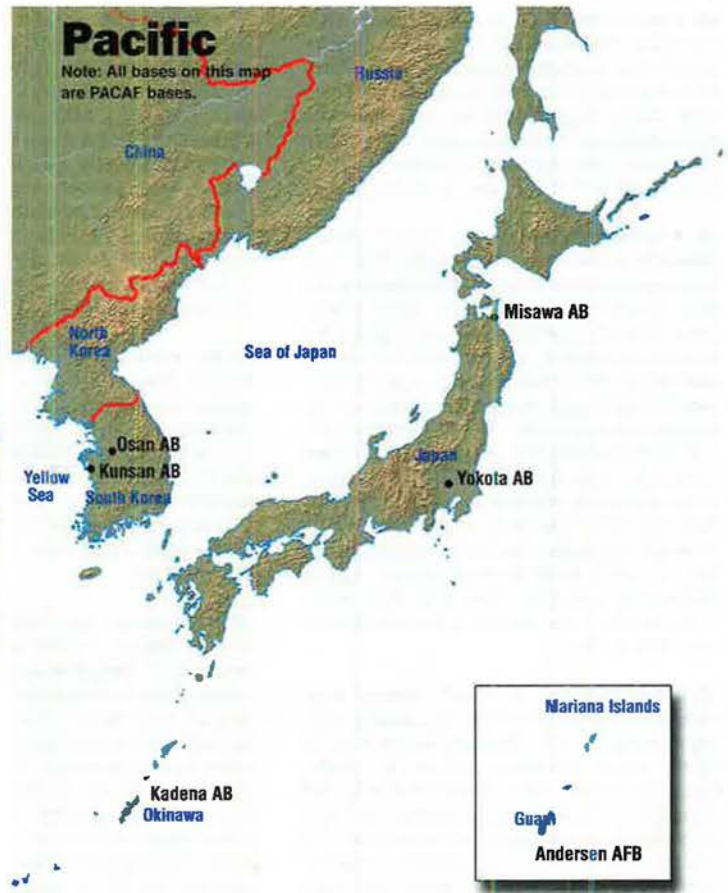 Pacific
Note: All bases on this map
are PACAF bases.
Russia
China
North
Korea
Sea of Japan
Misawa AB
Osan AB
Kunsan AB
Yellow
Sea
South Korea
Japan
Yokota AB
Kadena AB
Okinawa
Mariana Islands
Guam
Andersen AFB